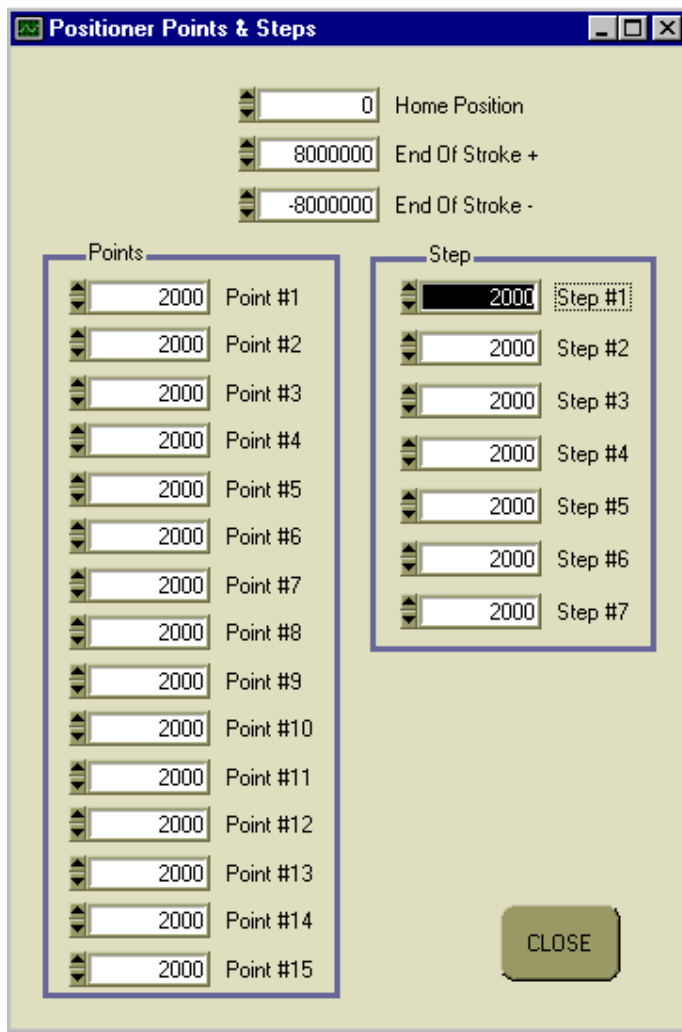 Positioner Points & Steps
0 Home Position
8000000 End Of Stroke +
-8000000 End Of Stroke -
Points
2000 Point #1
2000 Point #2
2000 Point #3
2000 Point #4
2000 Point #5
2000 Point #6
2000 Point #7
2000 Point #8
2000 Point #9
2000 Point #10
2000 Point #11
2000 Point #12
2000 Point #13
2000 Point #14
2000 Point #15
Step
2000 Step #1
2000 Step #2
2000 Step #3
2000 Step #4
2000 Step #5
2000 Step #6
2000 Step #7
CLOSE